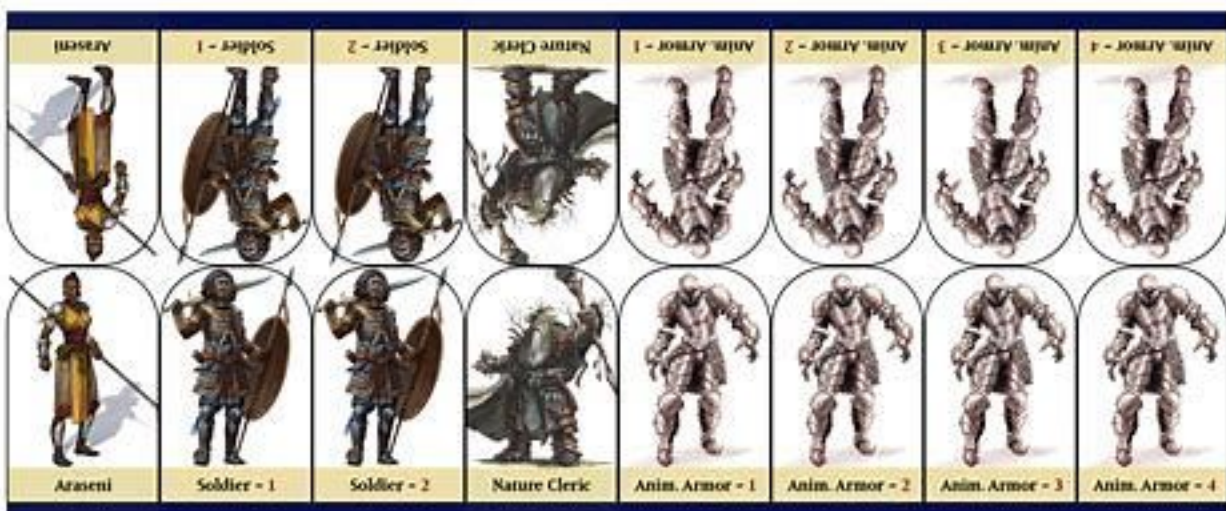 Araseni
Soldier - 1
Soldier - 2
Nature Cleric
Anim. Armor - 1
Anim. Armor - 2
Anim. Armor - 3
Anim. Armor - 4
Araseni
Soldier - 1
Soldier - 2
Nature Cleric
Anim. Armor - 1
Anim. Armor - 2
Anim. Armor - 3
Anim. Armor - 4